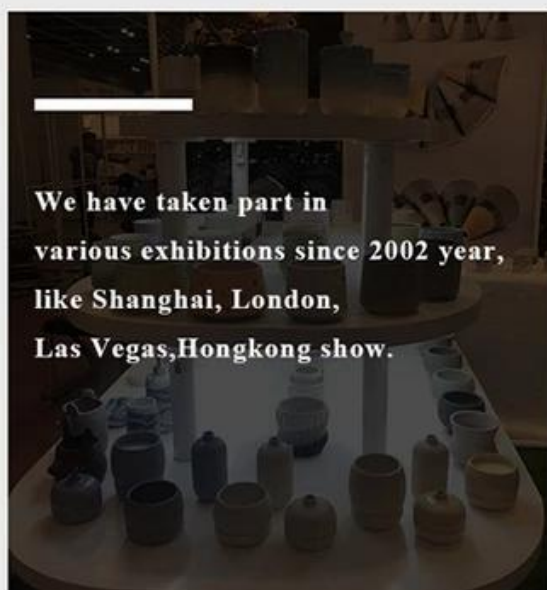 We have taken part in
various exhibitions since 2002 year,
like Shanghai, London,
Las Vegas,Hongkong show.